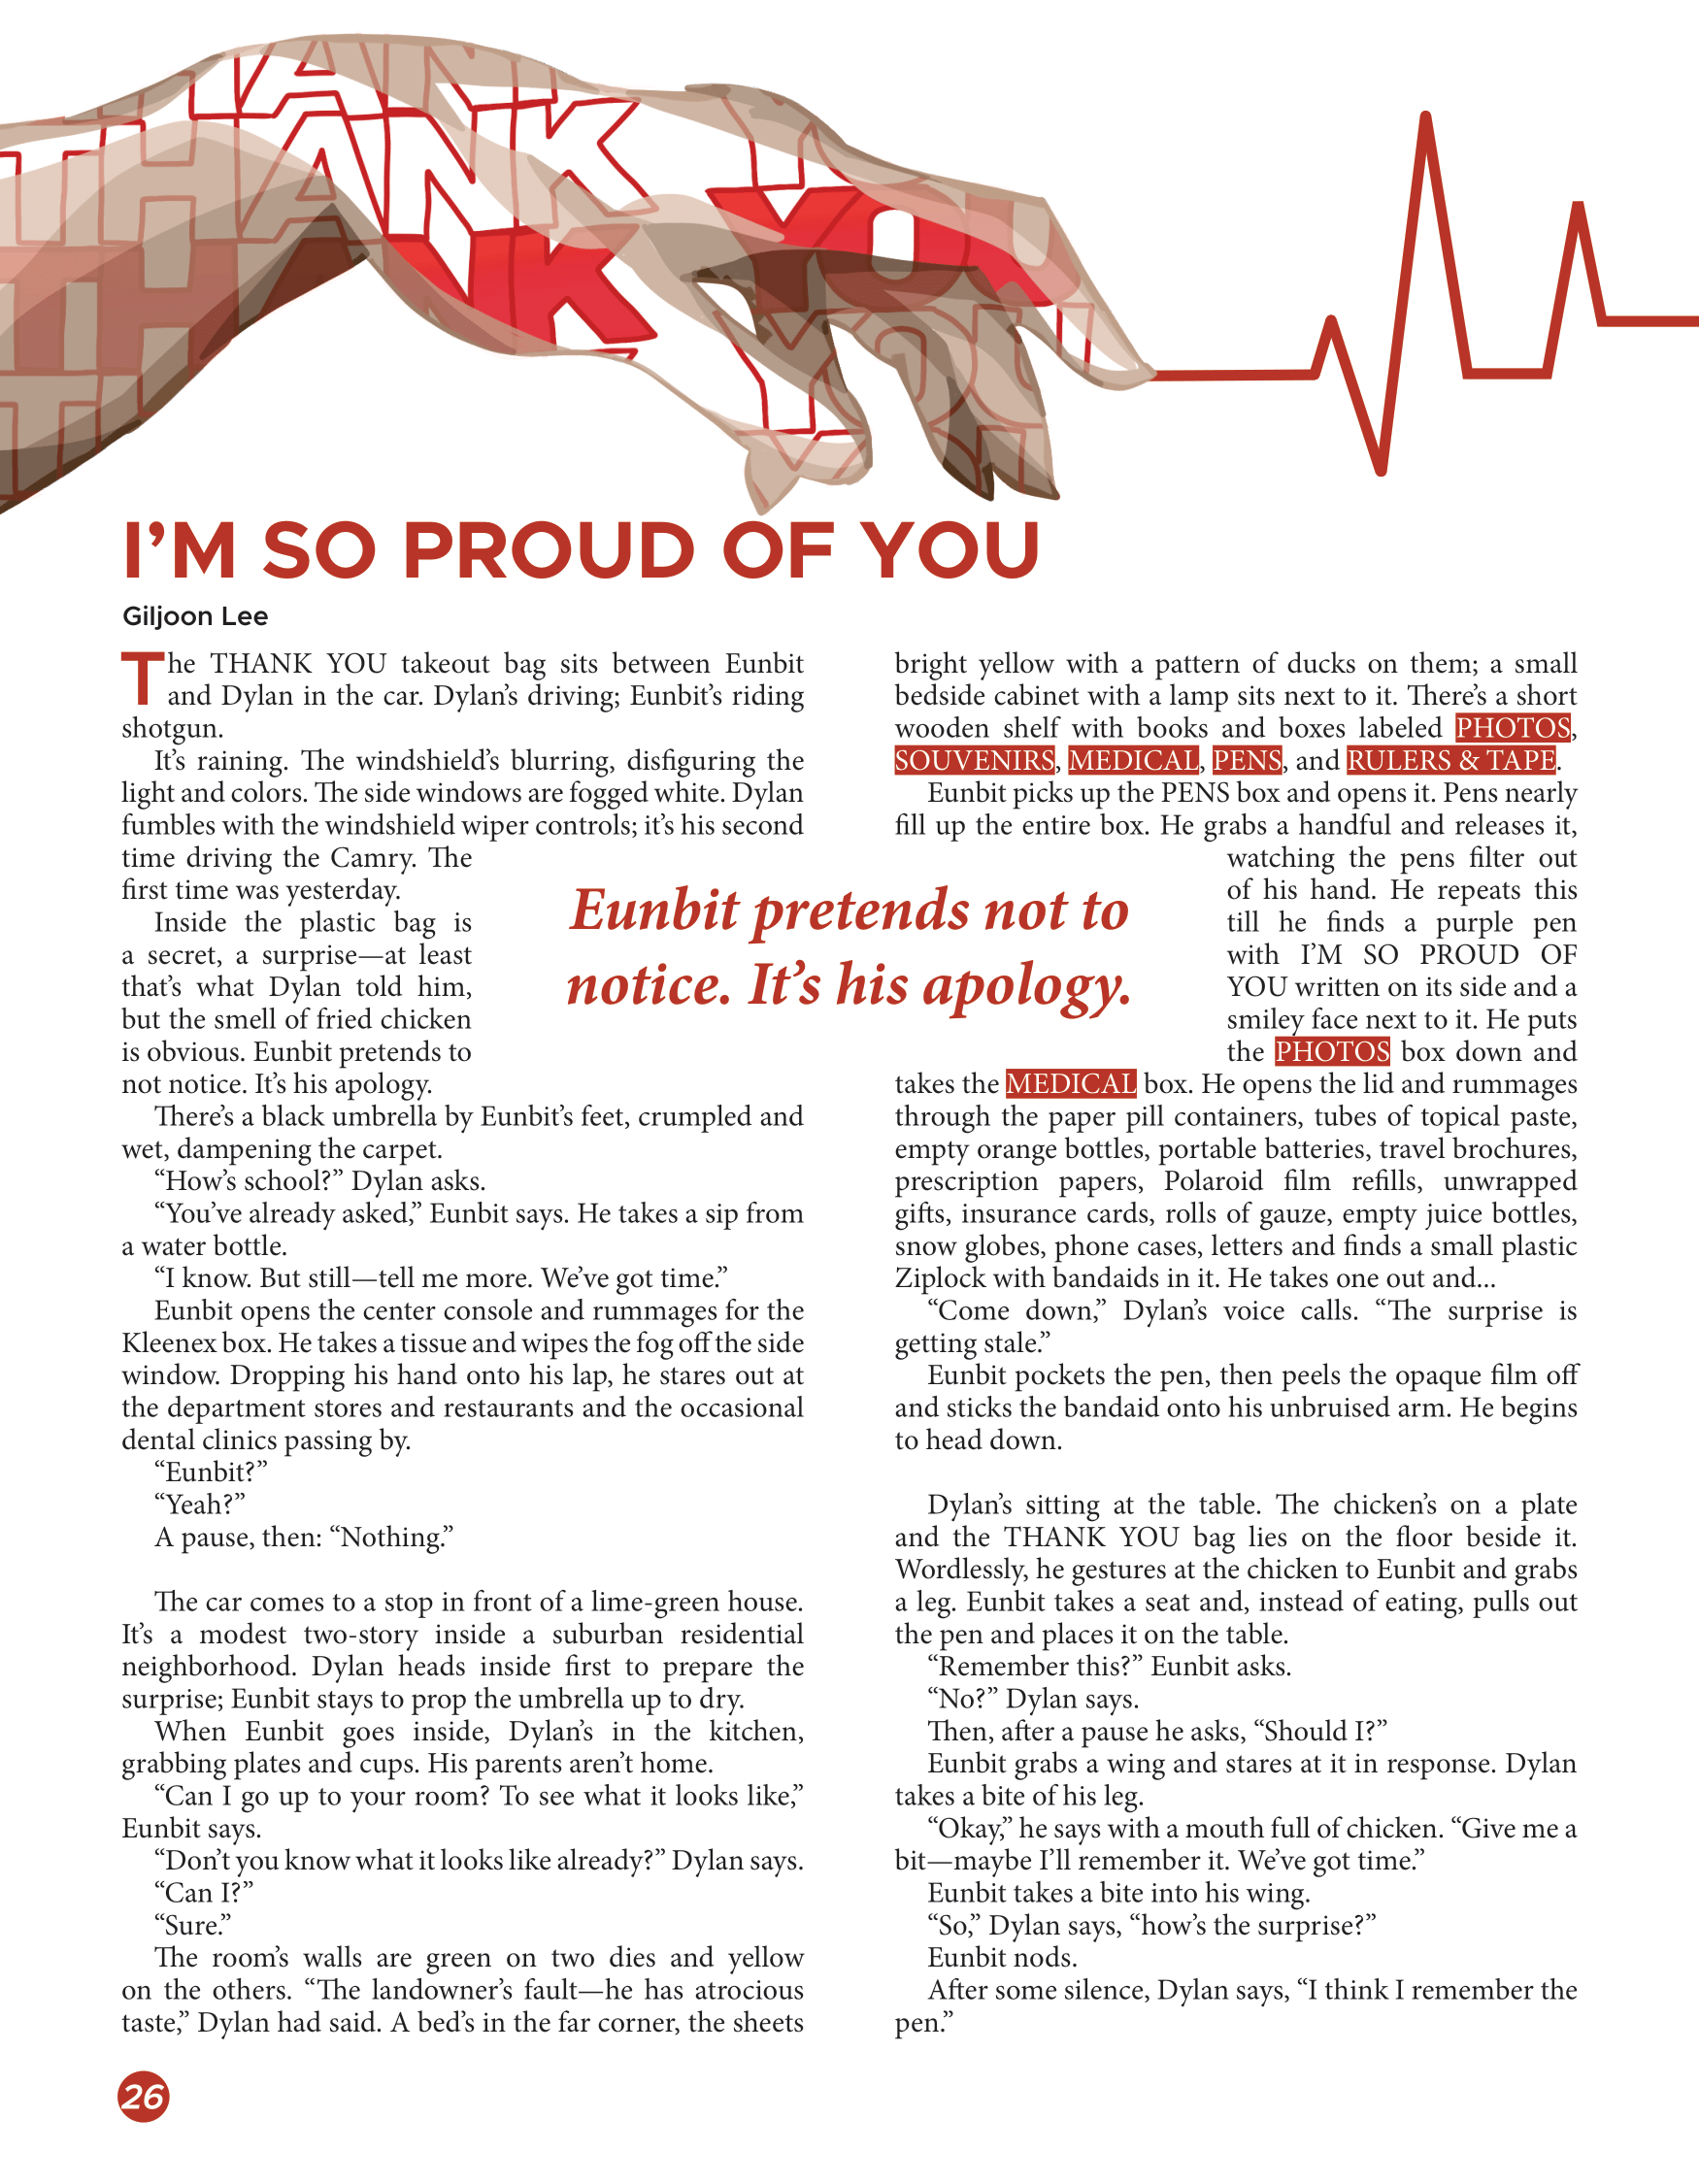 THANK YOU
I'M SO PROUD OF YOU
Giljoon Lee
The THANK YOU takeout bag sits between Eunbit
and Dylan in the car. Dylan's driving; Eunbit's riding
shotgun.
It's raining. The windshield's blurring, disfiguring the
light and colors. The side windows are fogged white. Dylan
fumbles with the windshield wiper controls; it's his second
time driving the Camry. The
first time was yesterday.
Inside the plastic bag is
a secret, a surprise—at least
that's what Dylan told him,
but the smell of fried chicken
is obvious. Eunbit pretends to
not notice. It's his apology.
There's a black umbrella by Eunbit's feet, crumpled and
wet, dampening the carpet.
“How's school?” Dylan asks.
“You've already asked,” Eunbit says. He takes a sip from
a water bottle.
“I know. But still—tell me more. We've got time.”
Eunbit opens the center console and rummages for the
Kleenex box. He takes a tissue and wipes the fog off the side
window. Dropping his hand onto his lap, he stares out at
the department stores and restaurants and the occasional
dental clinics passing by.
“Eunbit?”
“Yeah?”
A pause, then: “Nothing.”
The car comes to a stop in front of a lime-green house.
It's a modest two-story inside a suburban residential
neighborhood. Dylan heads inside first to prepare the
surprise; Eunbit stays to prop the umbrella up to dry.
When Eunbit goes inside, Dylan's in the kitchen,
grabbing plates and cups. His parents aren't home.
“Can I go up to your room? To see what it looks like,”
Eunbit says.
“Don't you know what it looks like already?” Dylan says.
“Can I?”
“Sure.”
The room's walls are green on two dies and yellow
on the others. “The landowner's fault—he has atrocious
taste,” Dylan had said. A bed's in the far corner, the sheets
Eunbit pretends not to
notice. It's his apology.
bright yellow with a pattern of ducks on them; a small
bedside cabinet with a lamp sits next to it. There's a short
wooden shelf with books and boxes labeled PHOTOS,
SOUVENIRS, MEDICAL, PENS, and RULERS & TAPE.
Eunbit picks up the PENS box and opens it. Pens nearly
fill up the entire box. He grabs a handful and releases it,
watching the pens filter out
of his hand. He repeats this
till he finds a purple pen
with I'M SO PROUD OF
YOU written on its side and a
smiley face next to it. He puts
the PHOTOS box down and
takes the MEDICAL box. He opens the lid and rummages
through the paper pill containers, tubes of topical paste,
empty orange bottles, portable batteries, travel brochures,
prescription papers, Polaroid film refills, unwrapped
gifts, insurance cards, rolls of gauze, empty juice bottles,
snow globes, phone cases, letters and finds a small plastic
Ziplock with bandaids in it. He takes one out and...
“Come down,” Dylan's voice calls. “The surprise is
getting stale.”
Eunbit pockets the pen, then peels the opaque film off
and sticks the bandaid onto his unbruised arm. He begins
to head down.
Dylan's sitting at the table. The chicken's on a plate
and the THANK YOU bag lies on the floor beside it.
Wordlessly, he gestures at the chicken to Eunbit and grabs
a leg. Eunbit takes a seat and, instead of eating, pulls out
the pen and places it on the table.
“Remember this?” Eunbit asks.
“No?” Dylan says.
Then, after a pause he asks, “Should I?”
Eunbit grabs a wing and stares at it in response. Dylan
takes a bite of his leg.
“Okay,” he says with a mouth full of chicken. “Give me a
bit—maybe I'll remember it. We've got time.”
Eunbit takes a bite into his wing.
“So,” Dylan says, “how's the surprise?”
Eunbit nods.
After some silence, Dylan says, “I think I remember the
pen.”
26